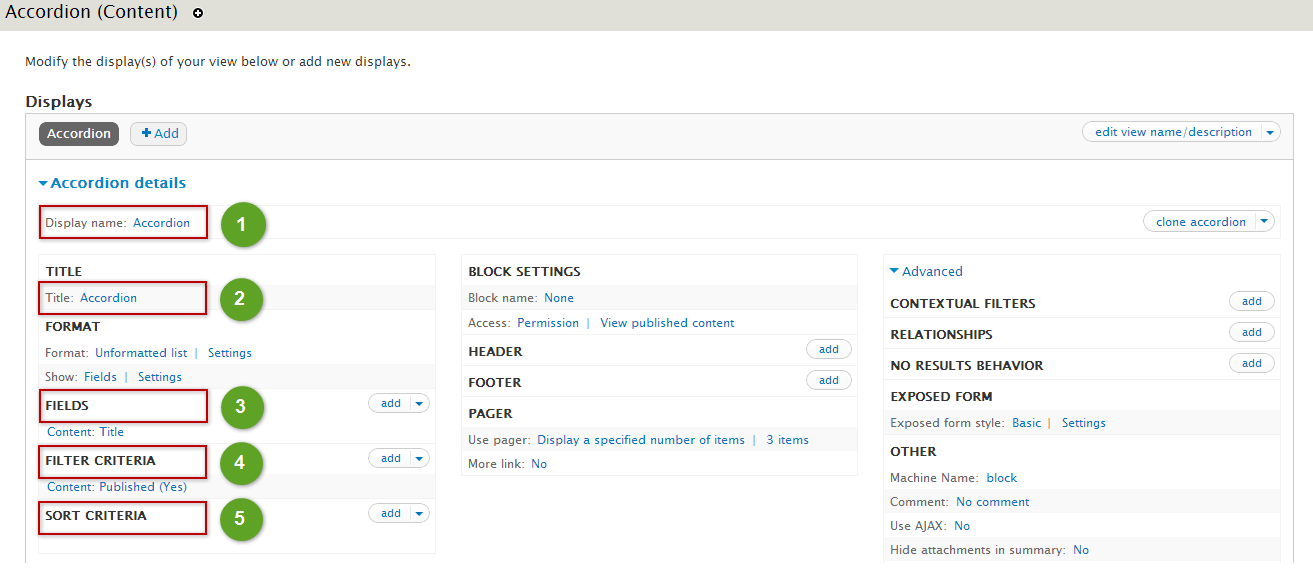 Accordion (Content)
Modify the display(s) of your view below or add new displays.
Displays
Accordion
Add
edit view name/description
Accordion details
Display name: Accordion
1
clone accordion
TITLE
Title: Accordion
2
FORMAT
Format: Unformatted list | Settings
Show: Fields | Settings
FIELDS
3
add
Content: Title
FILTER CRITERIA
4
add
Content: Published (Yes)
SORT CRITERIA
5
add
BLOCK SETTINGS
Block name: None
Access: Permission | View published content
HEADER
add
FOOTER
add
PAGER
Use pager: Display a specified number of items | 3 items
More link: No
Advanced
CONTEXTUAL FILTERS
add
RELATIONSHIPS
add
NO RESULTS BEHAVIOR
add
EXPOSED FORM
Exposed form style: Basic | Settings
OTHER
Machine Name: block
Comment: No comment
Use AJAX: No
Hide attachments in summary: No